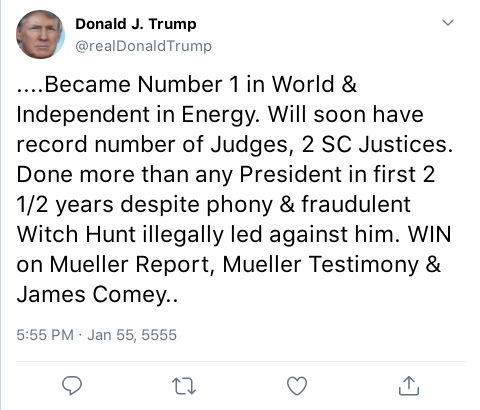 Donald J. Trump
@realDonaldTrump
....Became Number 1 in World &
Independent in Energy. Will soon have
record number of Judges, 2 SC Justices.
Done more than any President in first 2
1/2 years despite phony & fraudulent
Witch Hunt illegally led against him. WIN
on Mueller Report, Mueller Testimony &
James Comey..
5:55 PM · Jan 55, 5555